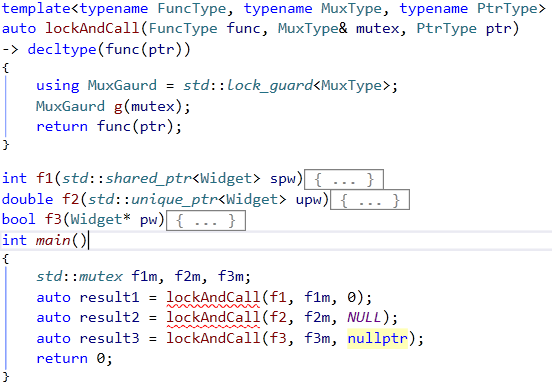 template<typename FuncType, typename MuxType, typename PtrType>
auto lockAndCall(FuncType func, MuxType& mutex, PtrType ptr)
-> decltype(func(ptr))
{
    using MuxGaurd = std::lock_guard<MuxType>;
    MuxGaurd g(mutex);
    return func(ptr);
}

int f1(std::shared_ptr<Widget> spw){ ... }
double f2(std::unique_ptr<Widget> upw){ ... }
bool f3(Widget* pw){ ... }
int main()
{
    std::mutex f1m, f2m, f3m;
    auto result1 = lockAndCall(f1, f1m, 0);
    auto result2 = lockAndCall(f2, f2m, NULL);
    auto result3 = lockAndCall(f3, f3m, nullptr);
    return 0;
}